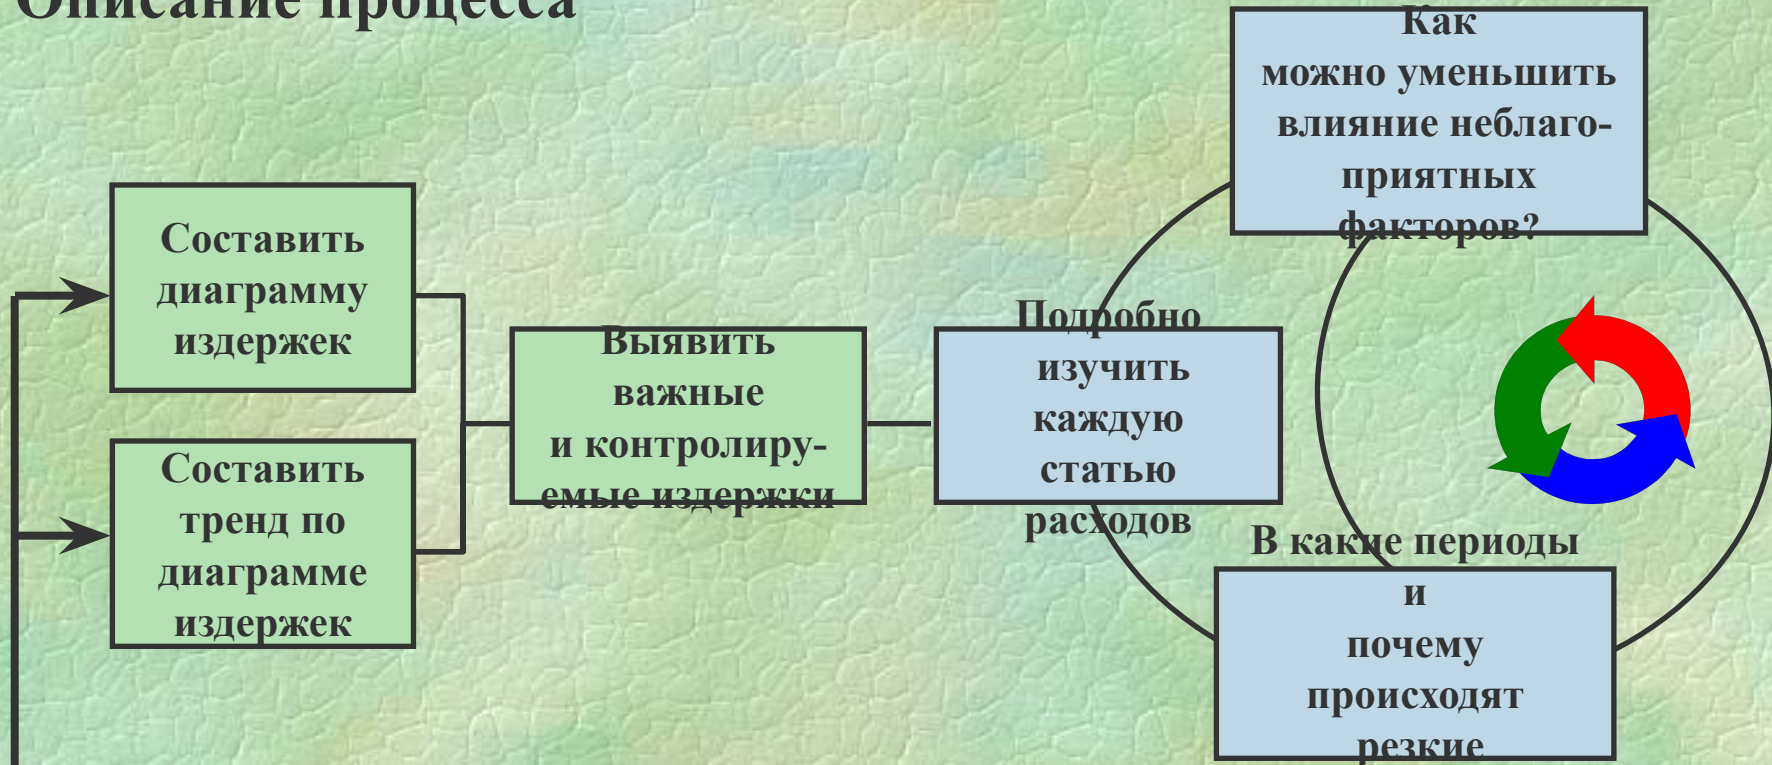 Описание процесса
Составить
диаграмму
издержек
Составить
тренд по
диаграмме
издержек
Выявить
важные
и контролиру-
емые издержки
Подробно
изучить
каждую
статью
расходов
Как
можно уменьшить
влияние неблаго-
приятных
факторов?
В какие периоды
и
почему
происходят
резкие